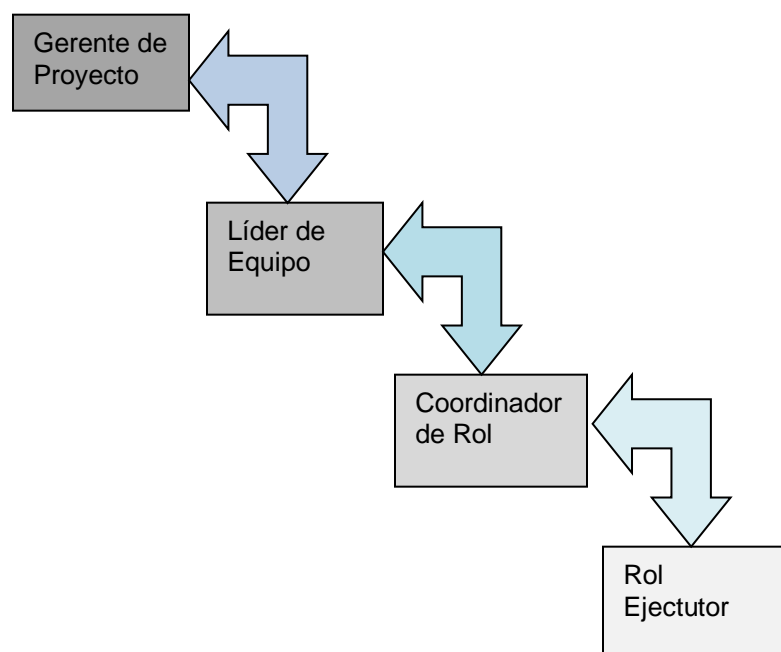 Gerente de
Proyecto
Líder de
Equipo
Coordinador
de Rol
Rol
Ejectutor